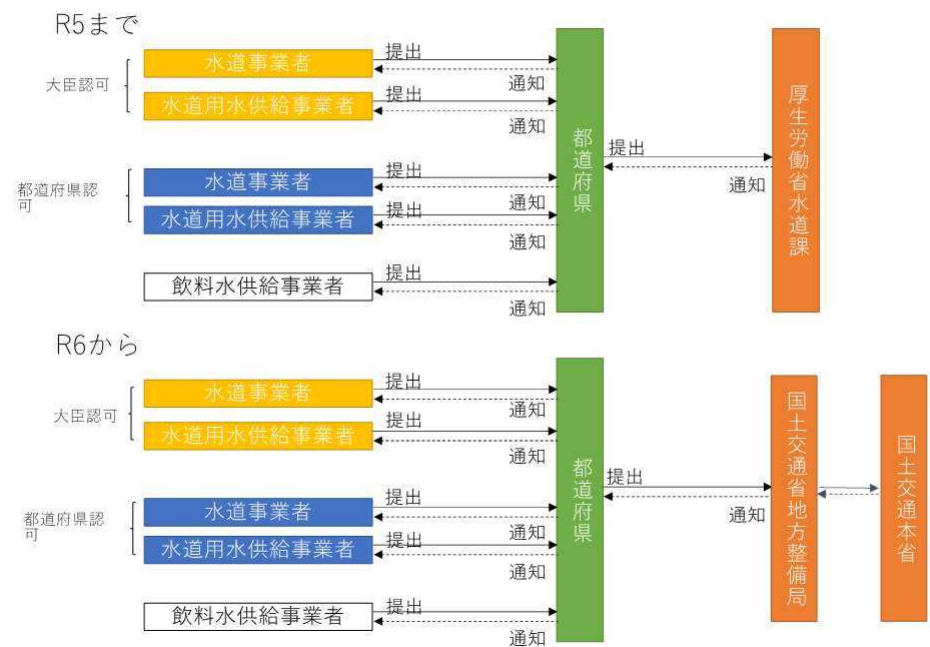 R5まで
大臣認可
水道事業者
提出
通知
水道用水供給事業者
提出
通知
都道府県認
可
水道事業者
提出
通知
水道用水供給事業者
提出
通知
飲料水供給事業者
提出
通知
都道府県
提出
通知
厚生労働省水道課
R6から
大臣認可
水道事業者
提出
通知
水道用水供給事業者
提出
通知
都道府県認
可
水道事業者
提出
通知
水道用水供給事業者
提出
通知
飲料水供給事業者
提出
通知
都道府県
提出
通知
国土交通省地方整備局
国土交通本省